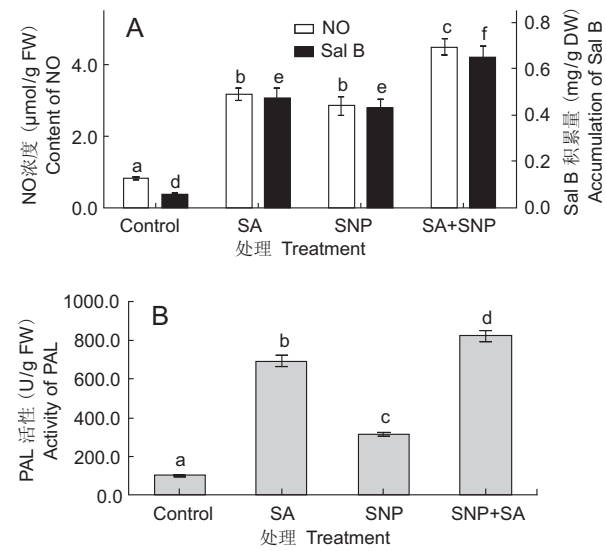 A
NO
Sal B
NO浓度 (μmol/g FW)
Content of NO
4.0
2.0
0.0
a
d
b
e
b
e
c
f
0.8
0.6
0.4
0.2
0.0
Sal B 积累量 (mg/g DW)
Accumulation of Sal B
Control
SA
SNP
SA+SNP
处理 Treatment
B
PAL 活性 (U/g FW)
Activity of PAL
1000.0
800.0
600.0
400.0
200.0
0.0
a
b
c
d
Control
SA
SNP
SNP+SA
处理 Treatment